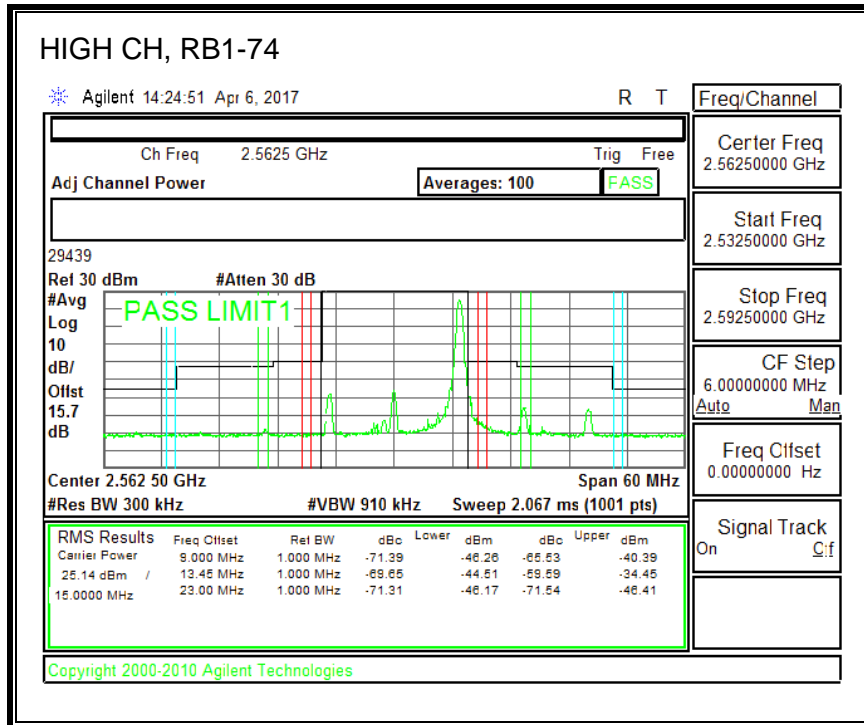 HIGH CH, RB1-74
Agilent 14:24:51 Apr 6, 2017 R T
Freq/Channel
Ch Freq 2.5625 GHz Trig Free
Adj Channel Power Averages: 100 PASS
Center Freq
2.56250000 GHz
Start Freq
2.53250000 GHz
Stop Freq
2.59250000 GHz
CF Step
6.00000000 MHz
Auto Man
Freq Offset
0.00000000 Hz
Signal Track
On Off
29439
Ref 30 dBm #Atten 30 dB
#Avg
Log
10
dB/
Offst
15.7
dB
PASS LIMIT1
Center 2.562 50 GHz Span 60 MHz
#Res BW 300 kHz #VBW 910 kHz Sweep 2.067 ms (1001 pts)
RMS Results Freq Offset Ref BW dBc Lower dBm dBc Upper dBm
Carrier Power 9.000 MHz 1.000 MHz -71.39 -46.26 -65.53 -40.39
25.14 dBm / 13.45 MHz 1.000 MHz -69.65 -44.51 -59.59 -34.45
15.0000 MHz 23.00 MHz 1.000 MHz -71.31 -46.17 -71.54 -46.41
Copyright 2000-2010 Agilent Technologies